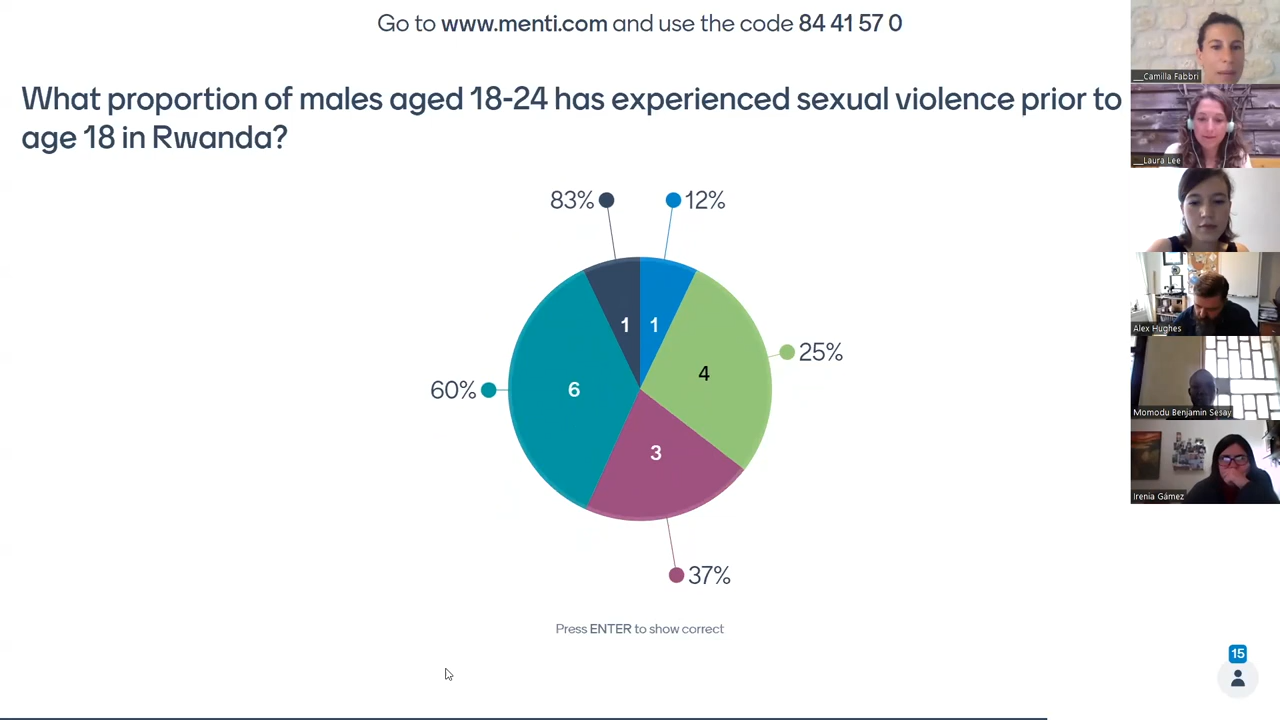 Go to www.menti.com and use the code 84 41 57 0
What proportion of males aged 18-24 has experienced sexual violence prior to
age 18 in Rwanda?
83%
12%
1
1
25%
4
60%
6
3
37%
Press ENTER to show correct
15
__Camilla Fabbri
__Laura Lee
Alex Hughes
Momodu Benjamin Sesay
Irenia Gámez